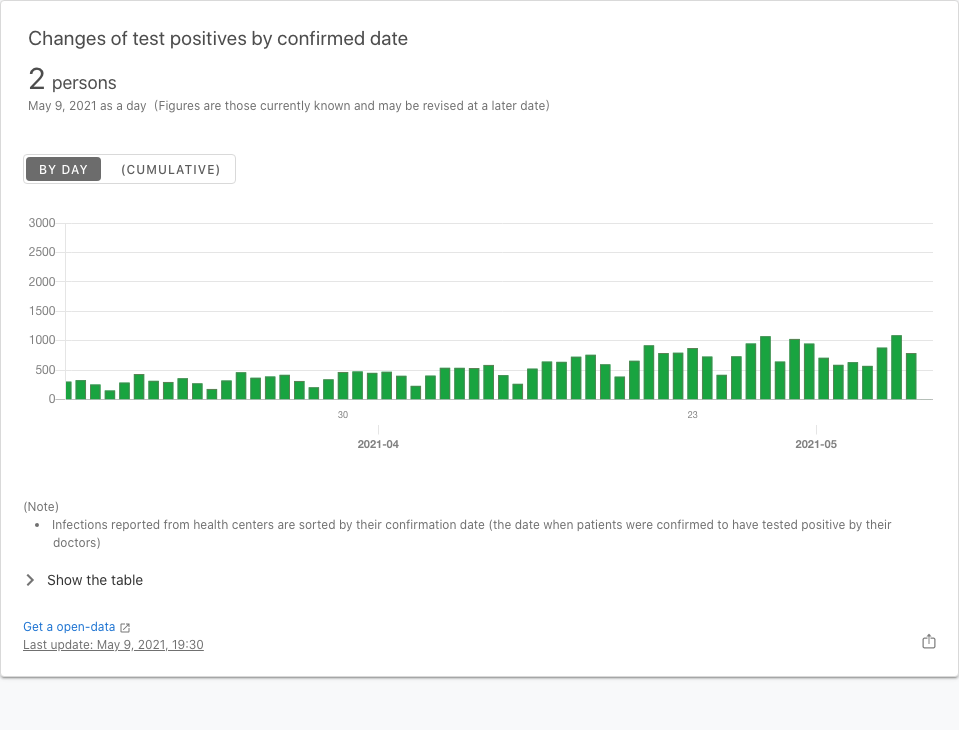 Changes of test positives by confirmed date
2 persons
May 9, 2021 as a day (Figures are those currently known and may be revised at a later date)
BY DAY (CUMULATIVE)
3000
2500
2000
1500
1000
500
0
30 23
2021-04 2021-05
(Note)
• Infections reported from health centers are sorted by their confirmation date (the date when patients were confirmed to have tested positive by their
doctors)
Show the table
Get a open-data
Last update: May 9, 2021, 19:30